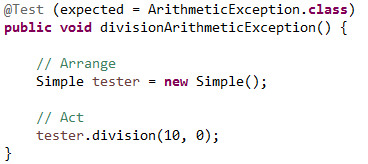 @Test (expected = ArithmeticException.class)
public void divisionArithmeticException() {
// Arrange
Simple tester = new Simple();
// Act
tester.division(10, 0);
}